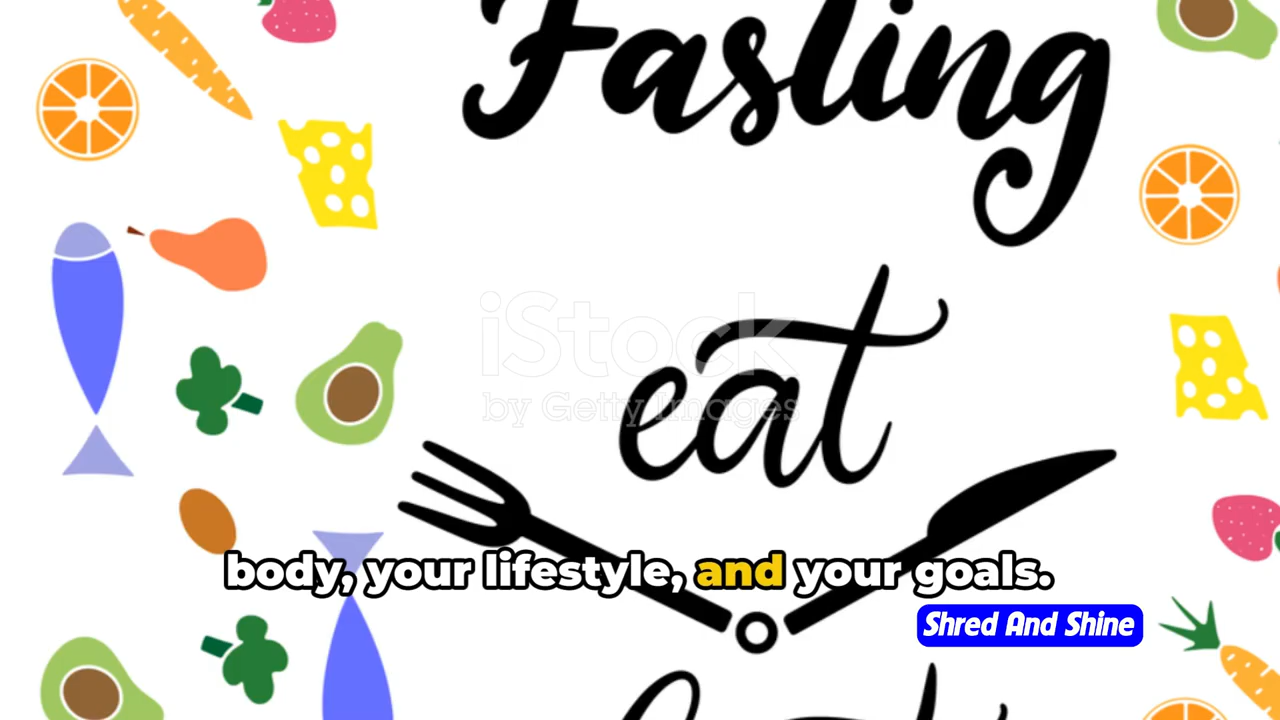 Fasting
eat
iStock
by Getty Images
body, your lifestyle, and your goals.
Shred And Shine